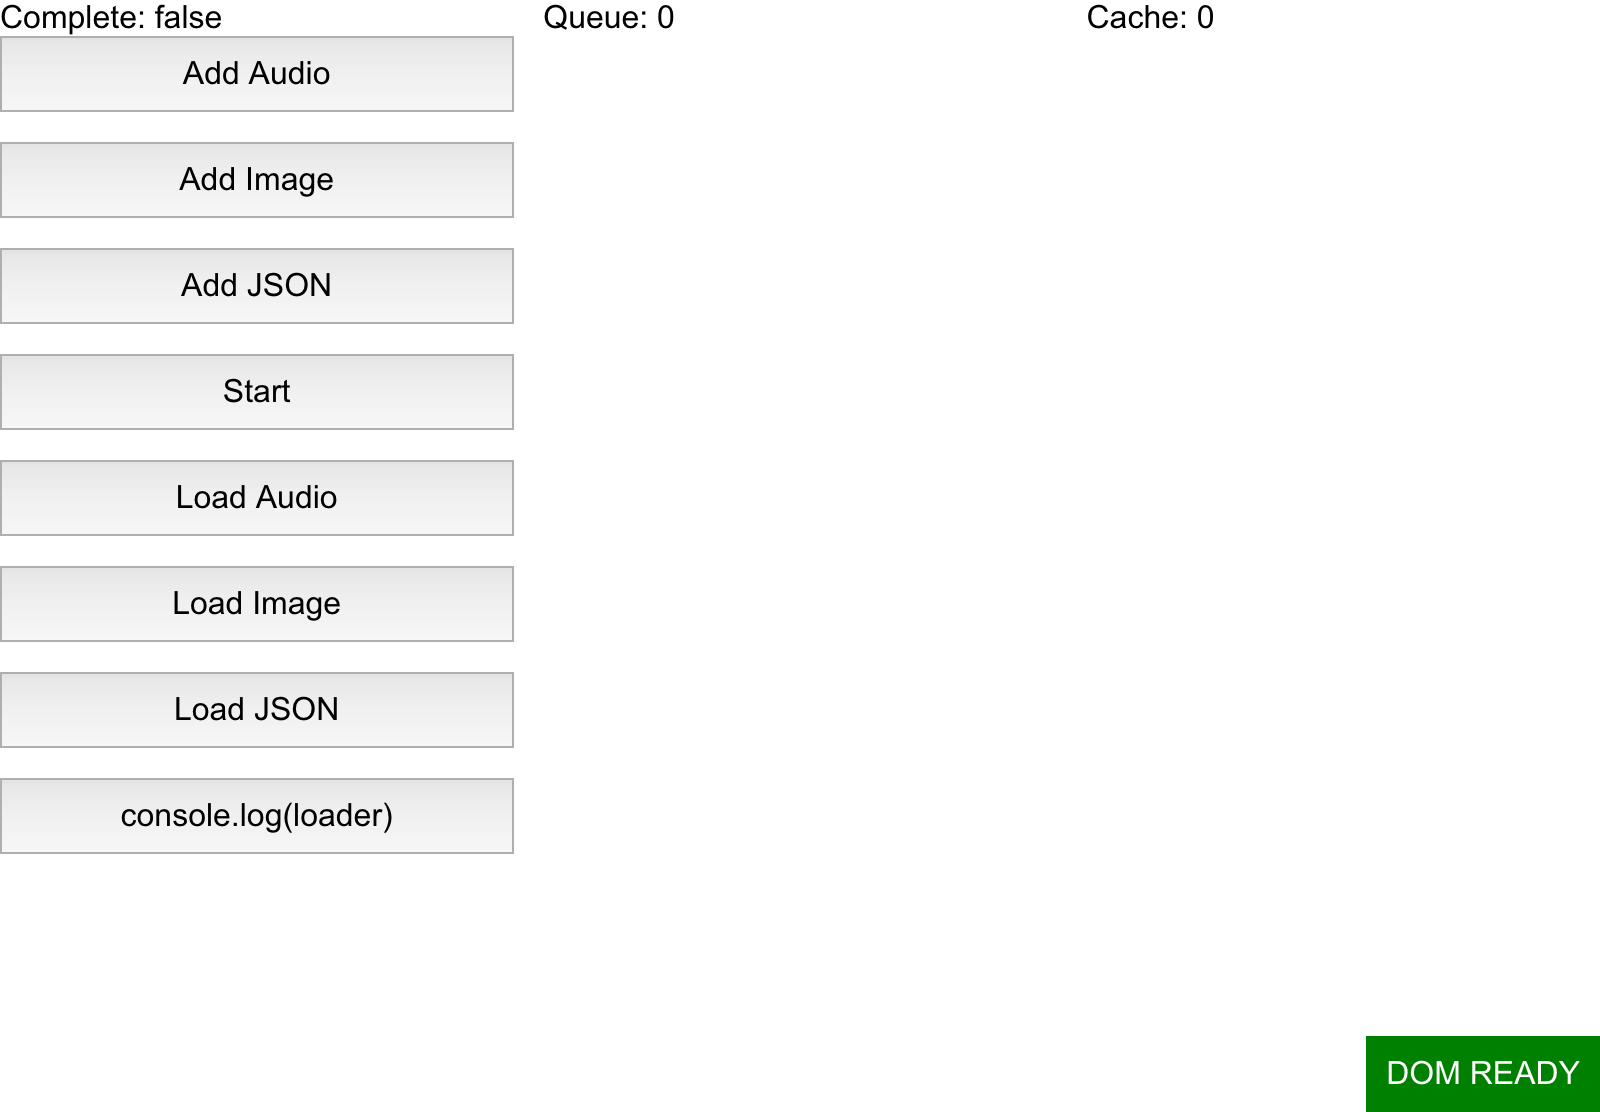 Complete: false Queue: 0 Cache: 0
Add Audio
Add Image
Add JSON
Start
Load Audio
Load Image
Load JSON
console.log(loader)
DOM READY